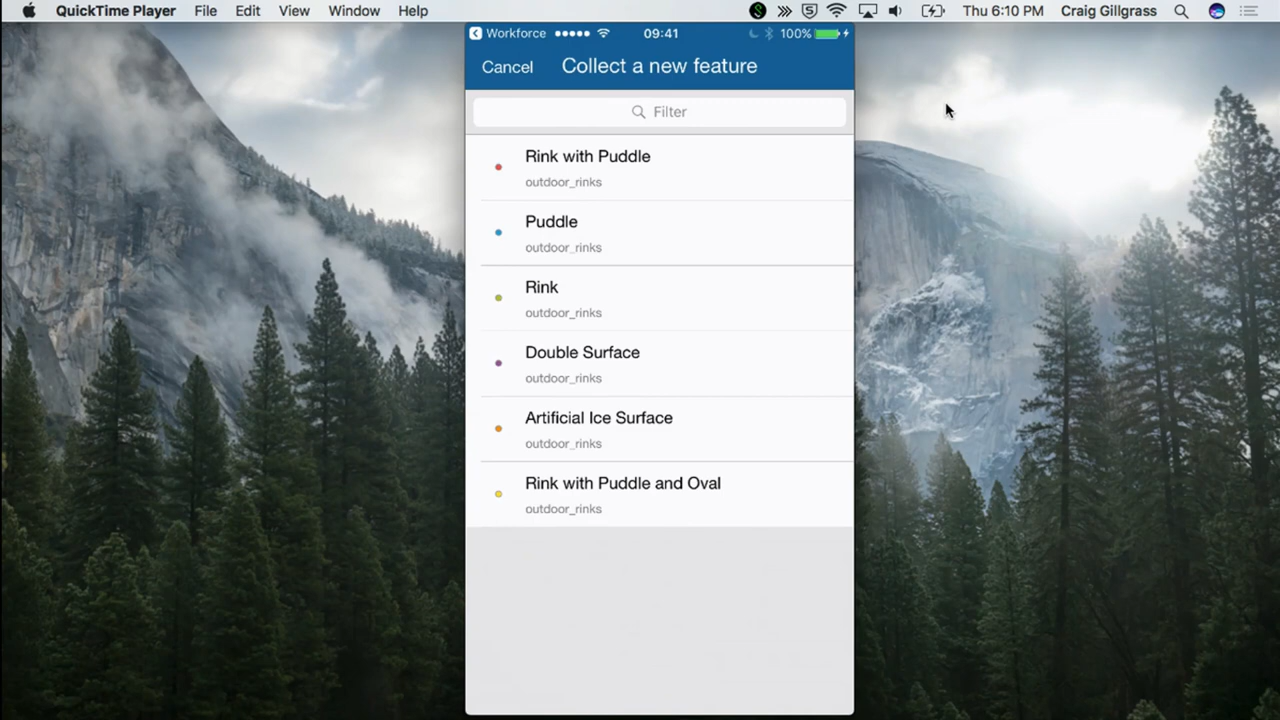 QuickTime Player File Edit View Window Help Thu 6:10 PM Craig Gillgrass
Workforce 09:41 100%
Cancel Collect a new feature
Filter
Rink with Puddle
outdoor_rinks
Puddle
outdoor_rinks
Rink
outdoor_rinks
Double Surface
outdoor_rinks
Artificial Ice Surface
outdoor_rinks
Rink with Puddle and Oval
outdoor_rinks